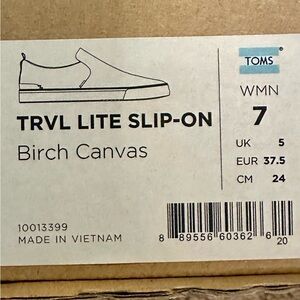 TOMS®
WMN
7
TRVL LITE SLIP-ON
Birch Canvas
UK 5
EUR 37.5
CM 24
10013399
MADE IN VIETNAM
8 89556 60362 6
20